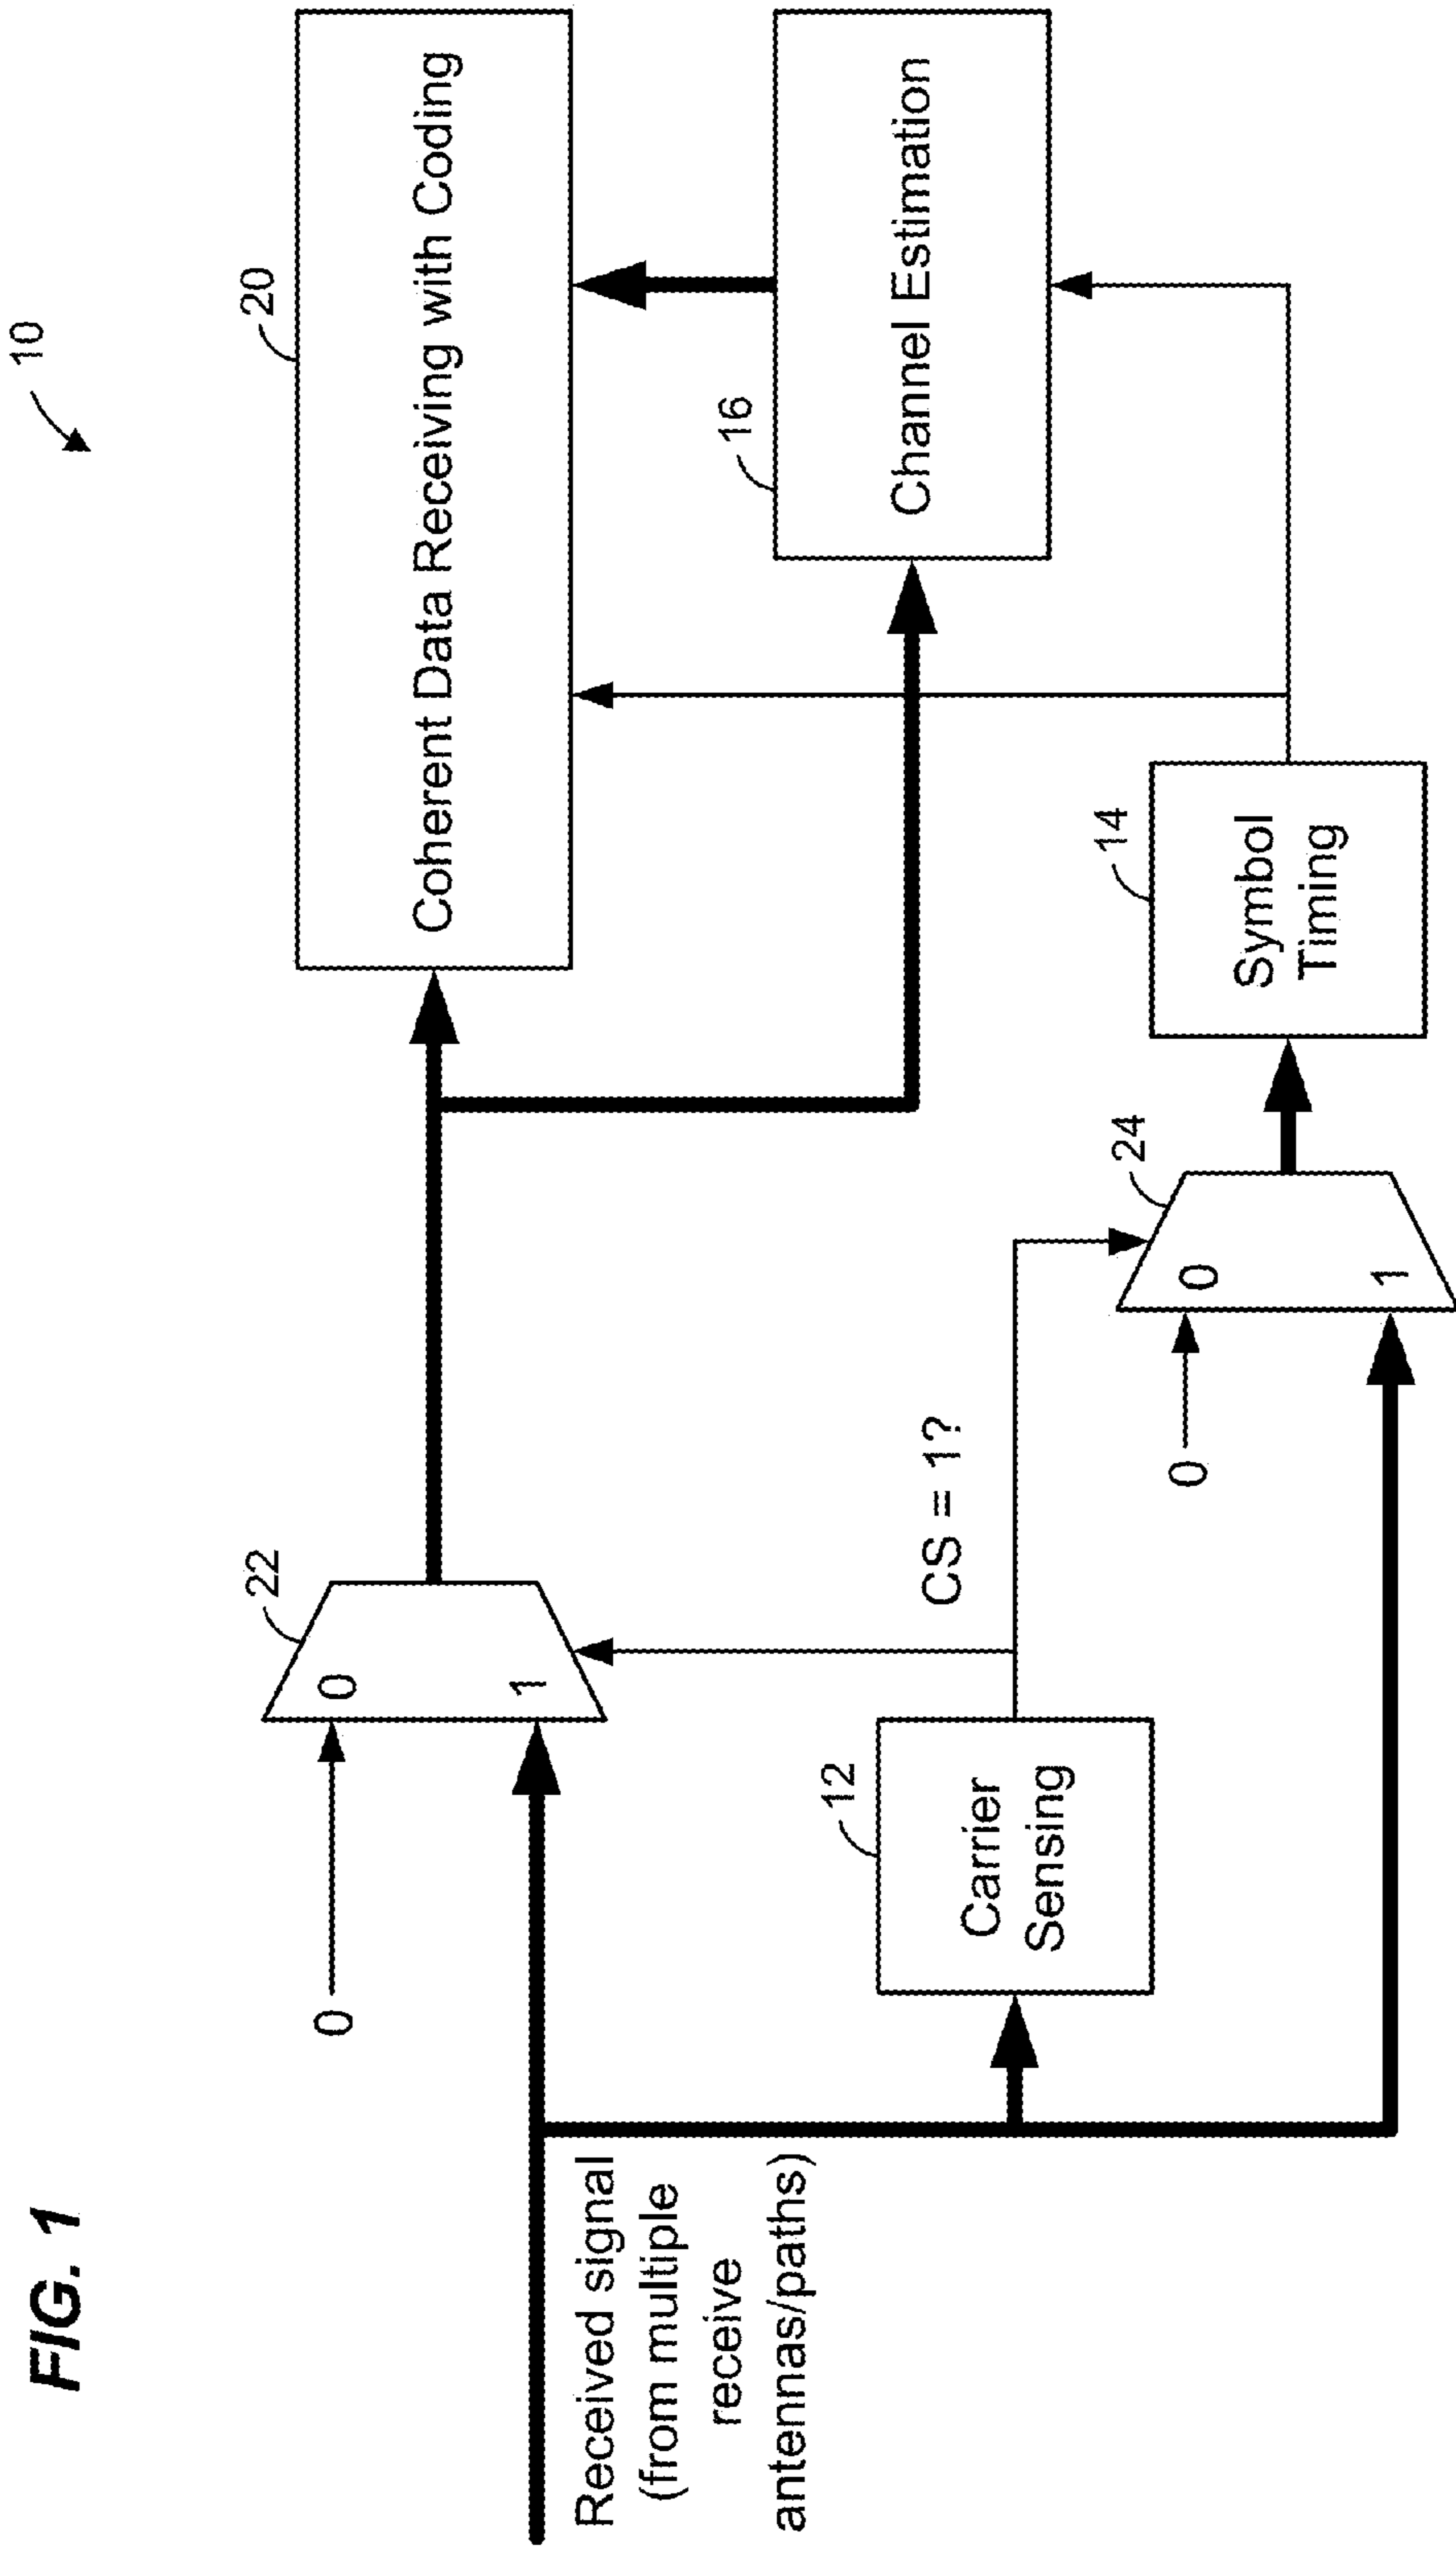 FIG. 1
10
20
Coherent Data Receiving with Coding
22
0
0
1
16
Channel Estimation
Received signal
(from multiple
receive
antennas/paths)
12
Carrier
Sensing
CS = 1?
24
0
0
1
14
Symbol
Timing